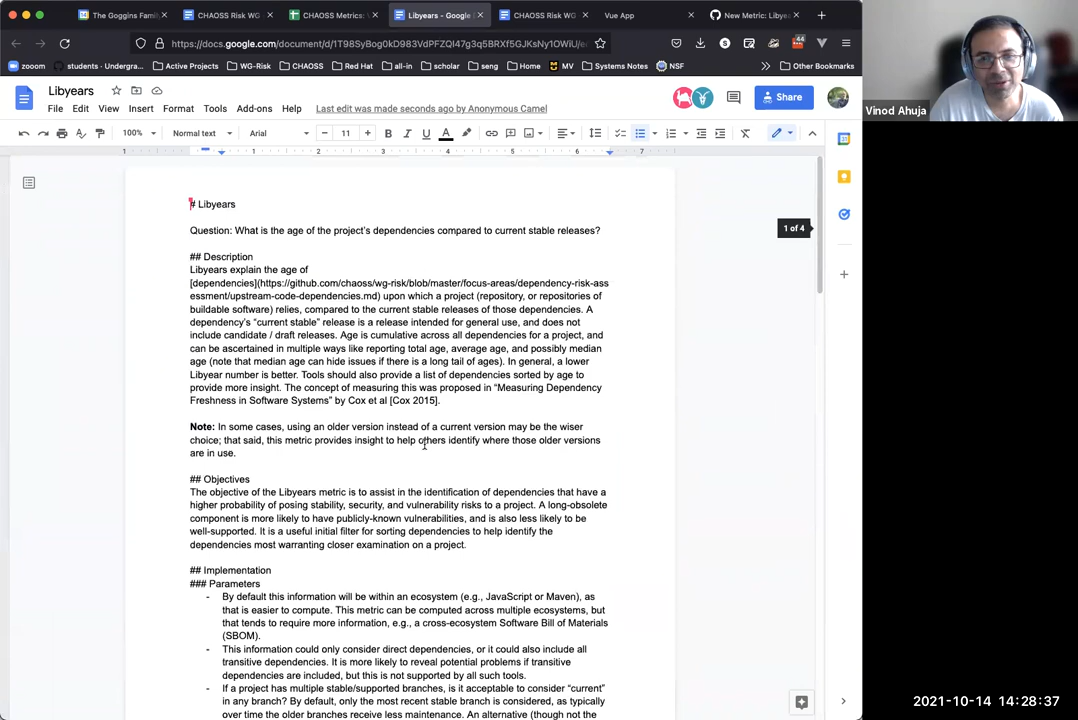 The Goggins Family
CHAOSS Risk WG
CHAOSS Metrics:
Libyears - Google
CHAOSS Risk WG
Vue App
New Metric: Libye
https://docs.google.com/document/d/1T98SyBog0kD983VdPFZQI47g3q5BRXf5GJKsNy1OWiU/e
44
zooom
students - Undergra...
Active Projects
WG-Risk
CHAOSS
Red Hat
all-in
scholar
seng
Home
MV
Systems Notes
NSF
Other Bookmarks
Libyears
File Edit View Insert Format Tools Add-ons Help
Last edit was made seconds ago by Anonymous Camel
Share
100% Normal text Arial 11
1 1 2 3 4 5 6 7
1 of 4
# Libyears
Question: What is the age of the project's dependencies compared to current stable releases?
## Description
Libyears explain the age of
[dependencies](https://github.com/chaoss/wg-risk/blob/master/focus-areas/dependency-risk-ass
essment/upstream-code-dependencies.md) upon which a project (repository, or repositories of
buildable software) relies, compared to the current stable releases of those dependencies. A
dependency's “current stable” release is a release intended for general use, and does not
include candidate / draft releases. Age is cumulative across all dependencies for a project, and
can be ascertained in multiple ways like reporting total age, average age, and possibly median
age (note that median age can hide issues if there is a long tail of ages). In general, a lower
Libyear number is better. Tools should also provide a list of dependencies sorted by age to
provide more insight. The concept of measuring this was proposed in “Measuring Dependency
Freshness in Software Systems” by Cox et al [Cox 2015].
Note: In some cases, using an older version instead of a current version may be the wiser
choice; that said, this metric provides insight to help others identify where those older versions
are in use.
## Objectives
The objective of the Libyears metric is to assist in the identification of dependencies that have a
higher probability of posing stability, security, and vulnerability risks to a project. A long-obsolete
component is more likely to have publicly-known vulnerabilities, and is also less likely to be
well-supported. It is a useful initial filter for sorting dependencies to help identify the
dependencies most warranting closer examination on a project.
## Implementation
### Parameters
- By default this information will be within an ecosystem (e.g., JavaScript or Maven), as
that is easier to compute. This metric can be computed across multiple ecosystems, but
that tends to require more information, e.g., a cross-ecosystem Software Bill of Materials
(SBOM).
- This information could only consider direct dependencies, or it could also include all
transitive dependencies. It is more likely to reveal potential problems if transitive
dependencies are included, but this is not supported by all such tools.
- If a project has multiple stable/supported branches, is it acceptable to consider “current”
in any branch? By default, only the most recent stable branch is considered, as typically
over time the older branches receive less maintenance. An alternative (though not the
Vinod Ahuja
2021-10-14 14:28:37